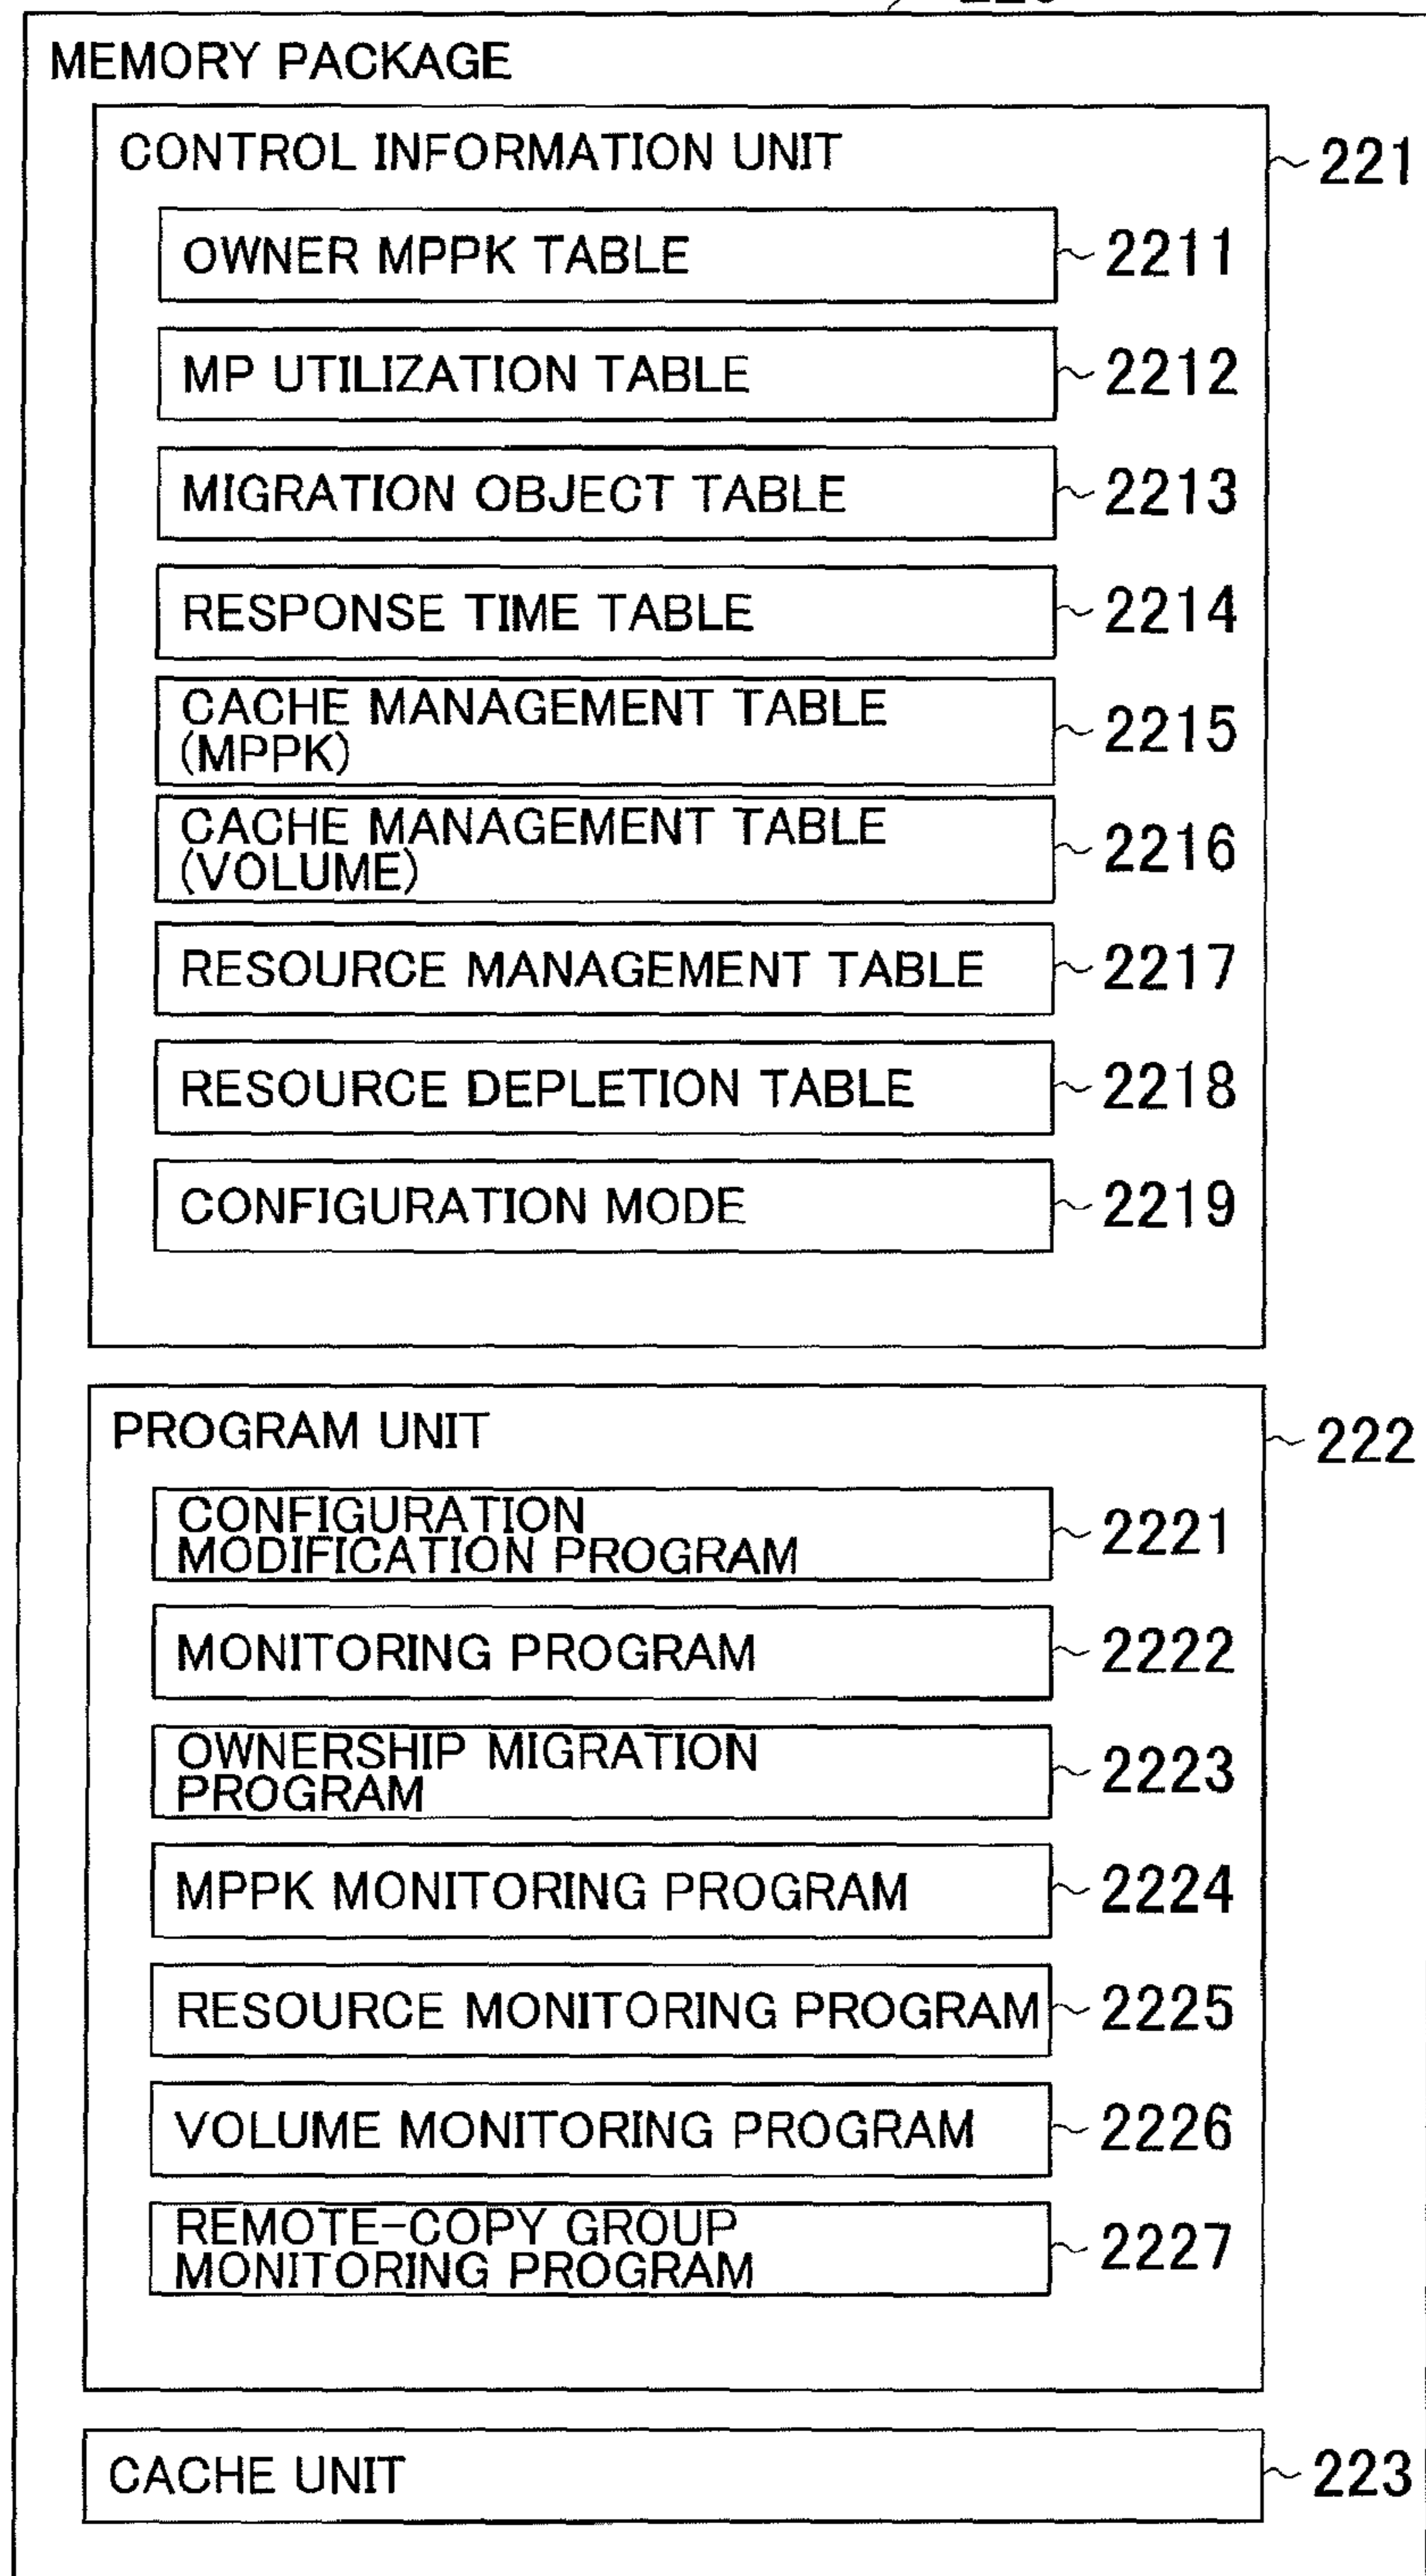 MEMORY PACKAGE
CONTROL INFORMATION UNIT
221
OWNER MPPK TABLE
2211
MP UTILIZATION TABLE
2212
MIGRATION OBJECT TABLE
2213
RESPONSE TIME TABLE
2214
CACHE MANAGEMENT TABLE
(MPPK)
2215
CACHE MANAGEMENT TABLE
(VOLUME)
2216
RESOURCE MANAGEMENT TABLE
2217
RESOURCE DEPLETION TABLE
2218
CONFIGURATION MODE
2219
PROGRAM UNIT
222
CONFIGURATION
MODIFICATION PROGRAM
2221
MONITORING PROGRAM
2222
OWNERSHIP MIGRATION
PROGRAM
2223
MPPK MONITORING PROGRAM
2224
RESOURCE MONITORING PROGRAM
2225
VOLUME MONITORING PROGRAM
2226
REMOTE-COPY GROUP
MONITORING PROGRAM
2227
CACHE UNIT
223